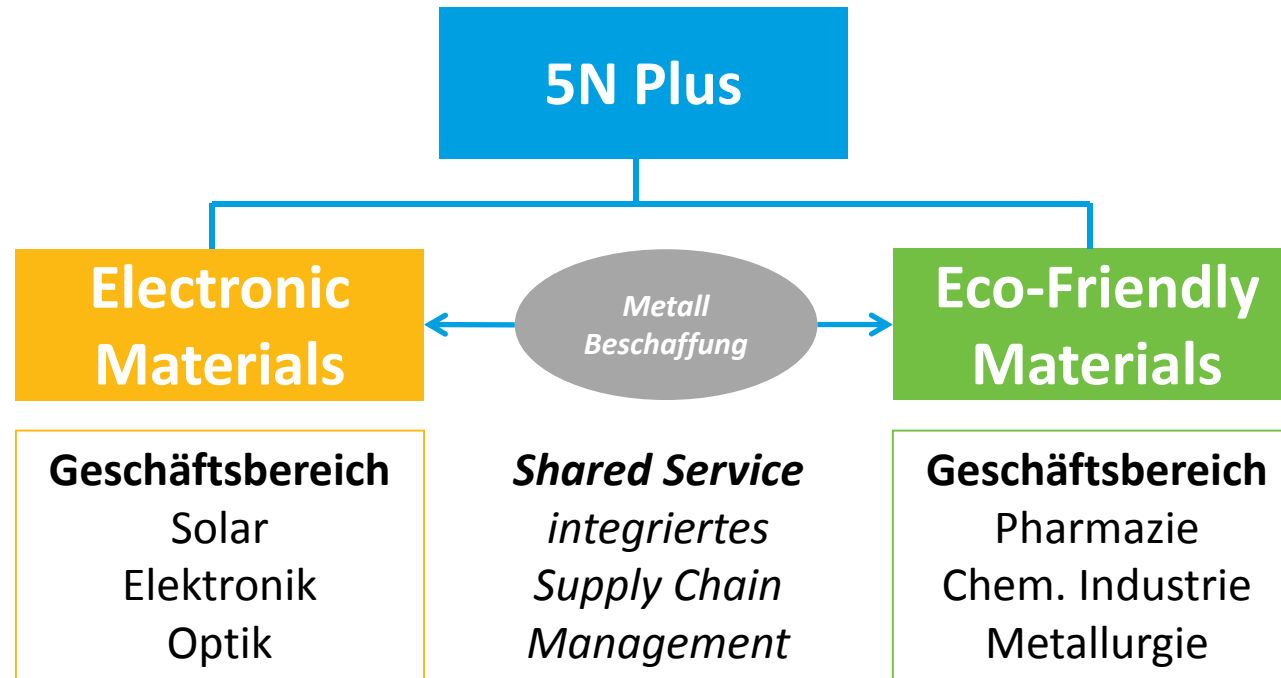 5N Plus
Electronic
Materials
Metall
Beschaffung
Eco-Friendly
Materials
Geschäftsbereich
Solar
Elektronik
Optik
Shared Service
integriertes
Supply Chain
Management
Geschäftsbereich
Pharmazie
Chem. Industrie
Metallurgie